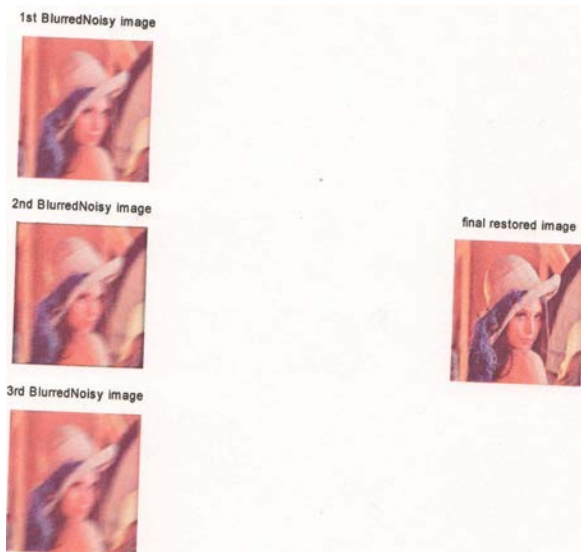 1st BlurredNoisy image
2nd BlurredNoisy image
final restored image
3rd BlurredNoisy image